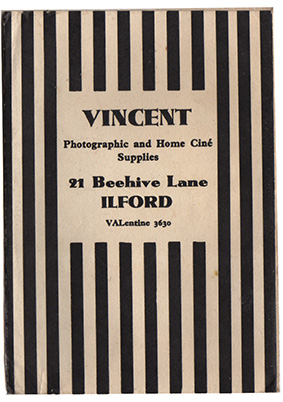 VINCENT
Photographic and Home Ciné
Supplies
21 Beehive Lane
ILFORD
VALentine 3630